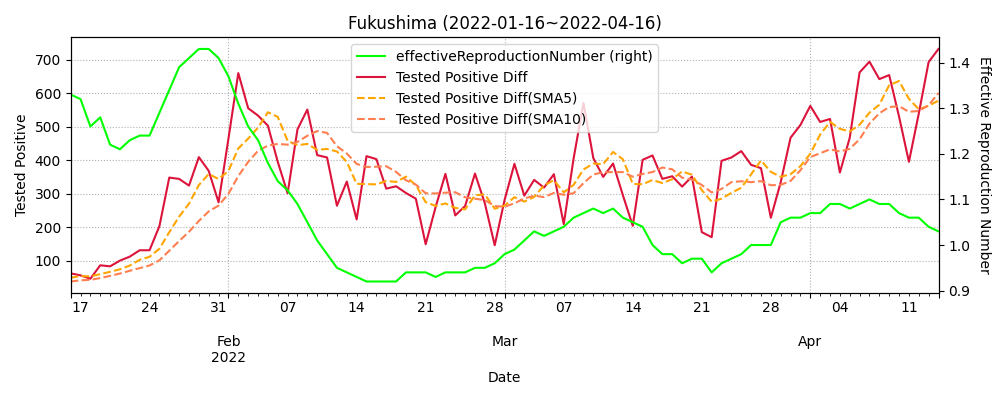 Fukushima (2022-01-16~2022-04-16)
effectiveReproductionNumber (right)
Tested Positive Diff
Tested Positive Diff(SMA5)
Tested Positive Diff(SMA10)
Tested Positive
700
600
500
400
300
200
100
1.4
1.3
1.2
1.1
1.0
0.9
Effective Reproduction Number
17 24 31 07 14 21 28 07 14 21 28 04 11
Feb Mar Apr
2022
Date